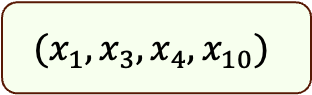 (x₁, x₃, x₄, x₁₀)